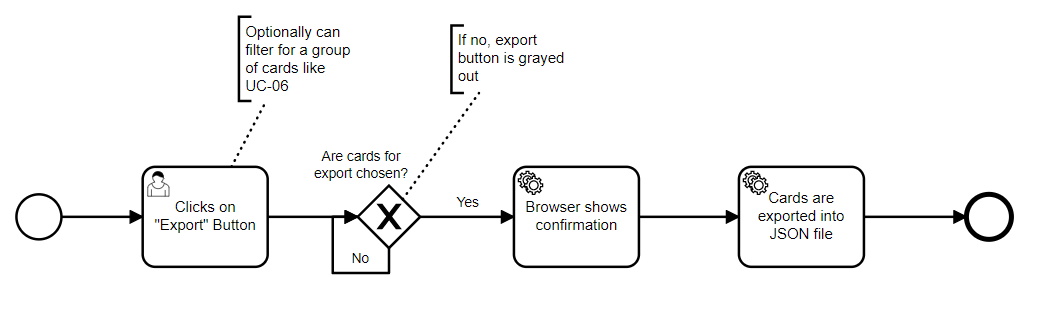 Optionally can
filter for a group
of cards like
UC-06
If no, export
button is grayed
out
Are cards for
export chosen?
Clicks on
"Export" Button
Yes
No
Browser shows
confirmation
Cards are
exported into
JSON file